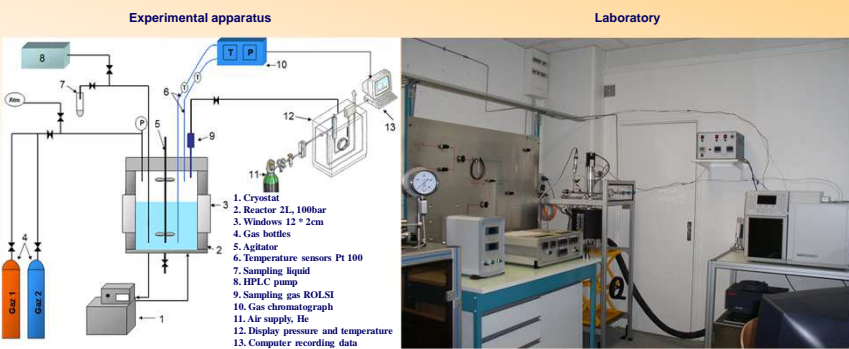 Experimental apparatus
Laboratory
8
T P
10
7
T
T
6
Atm
P
5
9
12
13
11
3
4
2
Gaz 1
Gaz 2
1
1. Cryostat
2. Reactor 2L, 100bar
3. Windows 12 * 2cm
4. Gas bottles
5. Agitator
6. Temperature sensors Pt 100
7. Sampling liquid
8. HPLC pump
9. Sampling gas ROLSI
10. Gas chromatograph
11. Air supply, He
12. Display pressure and temperature
13. Computer recording data